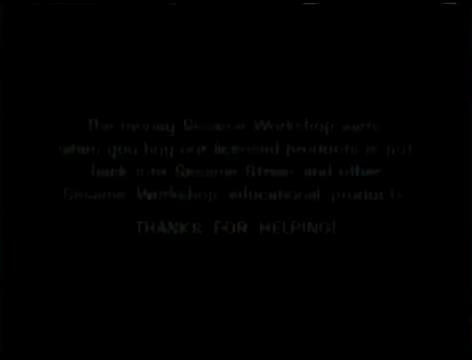 The money Sesame Workshop earns
when you buy our licensed products is put
back into Sesame Street and other
Sesame Workshop educational products.
THANKS FOR HELPING!